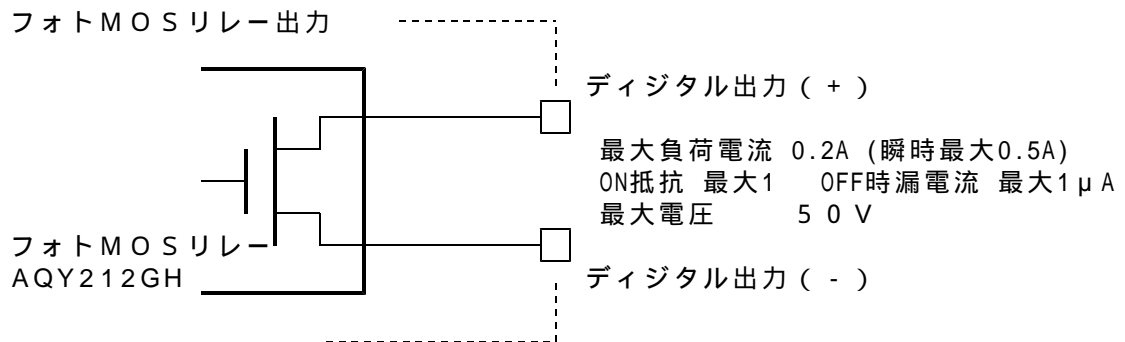 フォトMOSリレー出力
ディジタル出力(+)
最大負荷電流 0.2A (瞬時最大0.5A)
ON抵抗 最大1 OFF時漏電流 最大1μA
最大電圧 50V
フォトMOSリレー
AQY212GH
ディジタル出力(-)